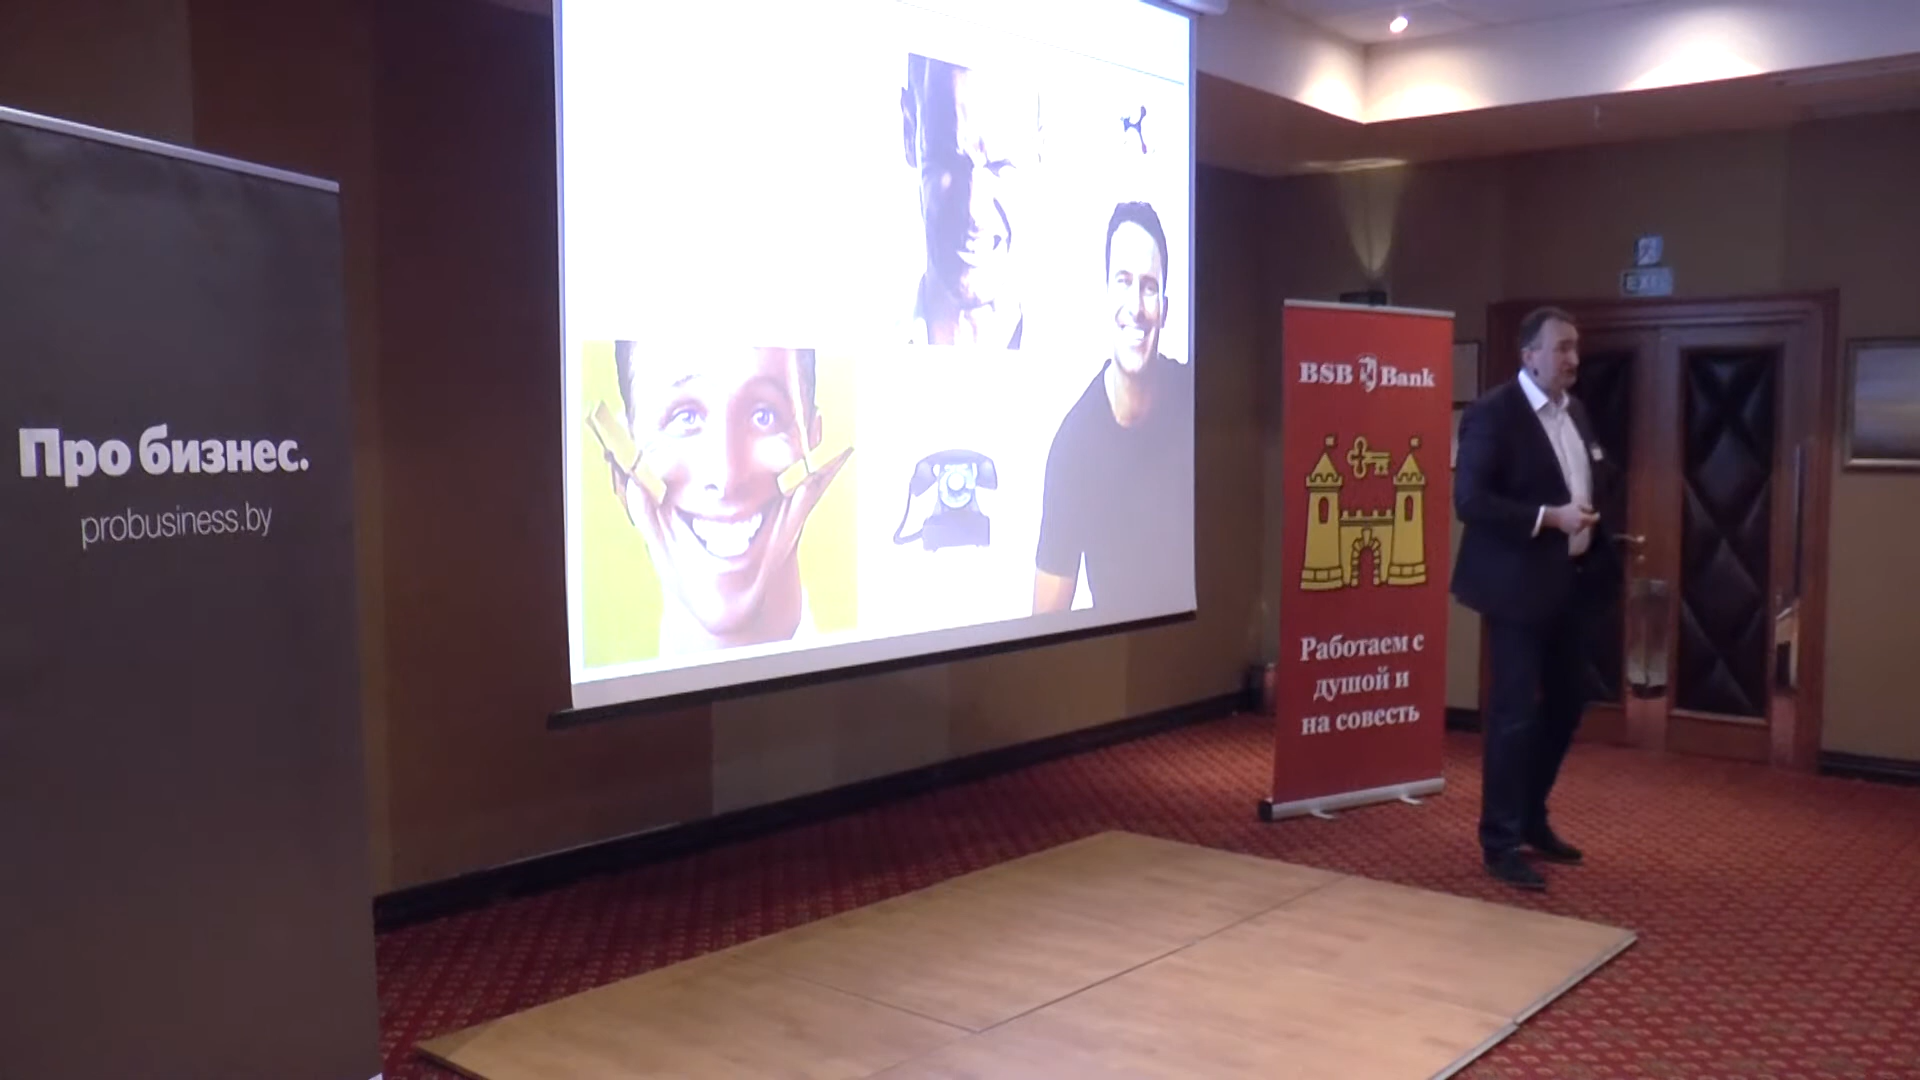 Про бизнес.
probusiness.by
BSB Bank
Работаем с
душой и
на совесть
EXIT